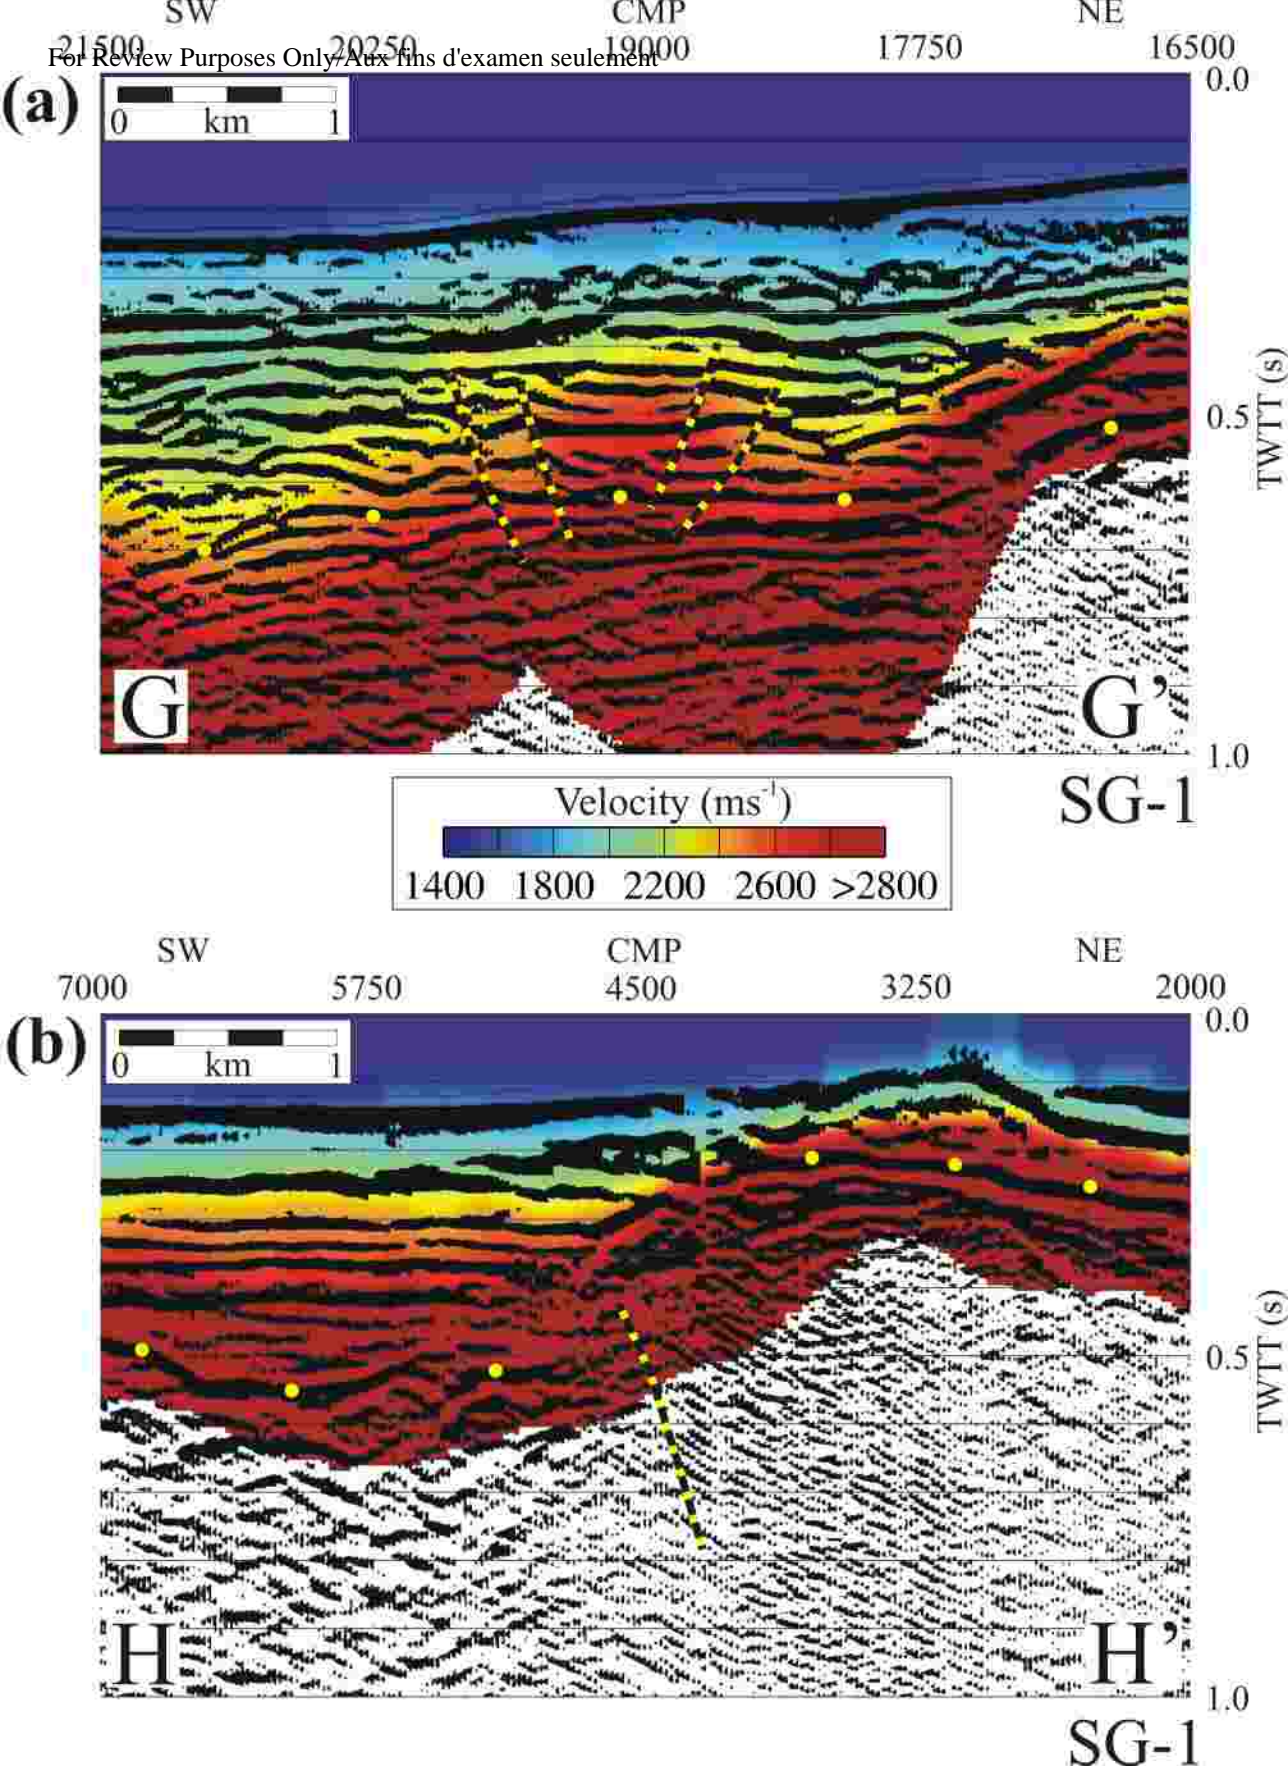 SW CMP NE
21500 20250 19000 17750 16500
For Review Purposes Only/Aux fins d'examen seulement
(a) 0.0
0 km 1
0.5
TWTT (s)
G G’
1.0
SG-1
Velocity (ms⁻¹)
1400 1800 2200 2600 >2800
SW CMP NE
7000 5750 4500 3250 2000
(b) 0.0
0 km 1
0.5
TWTT (s)
H H’
1.0
SG-1